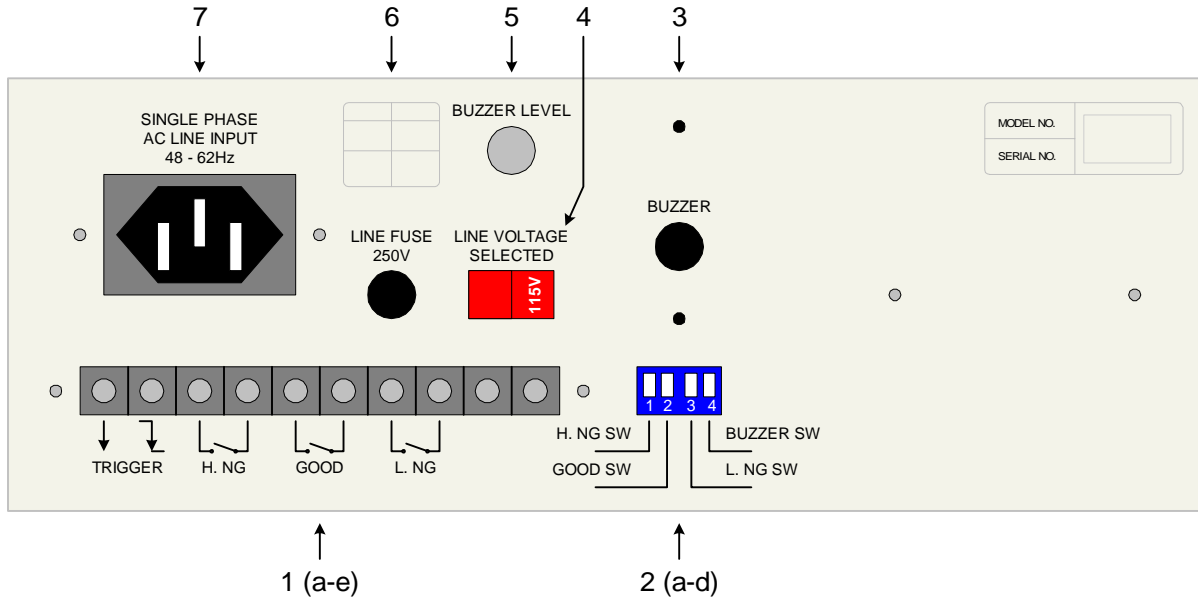 7
6
5
4
3
SINGLE PHASE
AC LINE INPUT
48 - 62Hz
BUZZER LEVEL
MODEL NO.
SERIAL NO.
LINE FUSE
250V
LINE VOLTAGE
SELECTED
115V
BUZZER
1 2 3 4
TRIGGER
H. NG
GOOD
L. NG
H. NG SW
GOOD SW
BUZZER SW
L. NG SW
1 (a-e)
2 (a-d)